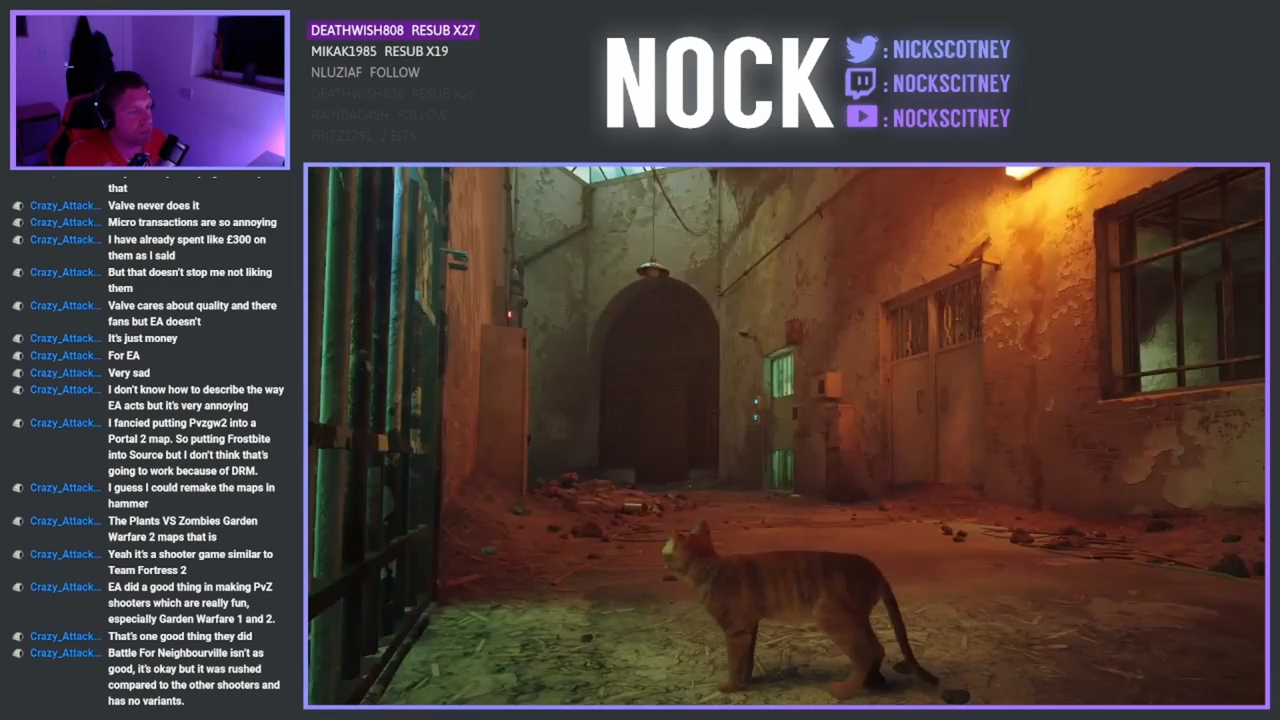 DEATHWISH808 RESUB X27
MIKAK1985 RESUB X19
NLUZIAF FOLLOW
DEATHWISH808 RESUB X26
RAINDACASH FOLLOW
FRITZ1791 2 BITS
NOCK
: NICKSCOTNEY
: NOCKSCITNEY
: NOCKSCITNEY
that
Crazy_Attack... Valve never does it
Crazy_Attack... Micro transactions are so annoying
Crazy_Attack... I have already spent like £300 on
them as I said
Crazy_Attack... But that doesn't stop me not liking
them
Crazy_Attack... Valve cares about quality and there
fans but EA doesn't
Crazy_Attack... It's just money
Crazy_Attack... For EA
Crazy_Attack... Very sad
Crazy_Attack... I don't know how to describe the way
EA acts but it's very annoying
Crazy_Attack... I fancied putting Pvzgw2 into a
Portal 2 map. So putting Frostbite
into Source but I don't think that's
going to work because of DRM.
Crazy_Attack... I guess I could remake the maps in
hammer
Crazy_Attack... The Plants VS Zombies Garden
Warfare 2 maps that is
Crazy_Attack... Yeah it's a shooter game similar to
Team Fortress 2
Crazy_Attack... EA did a good thing in making PvZ
shooters which are really fun,
especially Garden Warfare 1 and 2.
Crazy_Attack... That's one good thing they did
Crazy_Attack... Battle For Neighbourville isn't as
good, it's okay but it was rushed
compared to the other shooters and
has no variants.